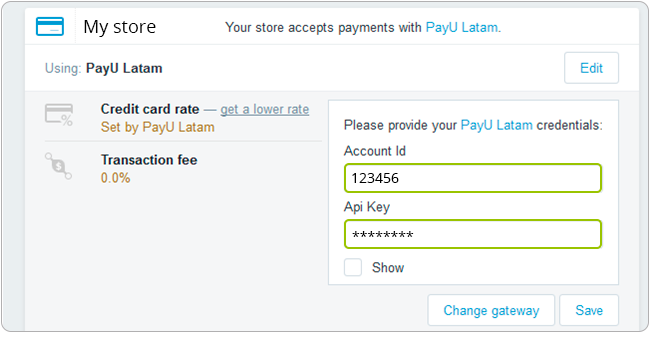 My store
Your store accepts payments with PayU Latam.
Using: PayU Latam
Edit
Credit card rate — get a lower rate
Set by PayU Latam
Transaction fee
0.0%
Please provide your PayU Latam credentials:
Account Id
123456
Api Key
********
Show
Change gateway
Save